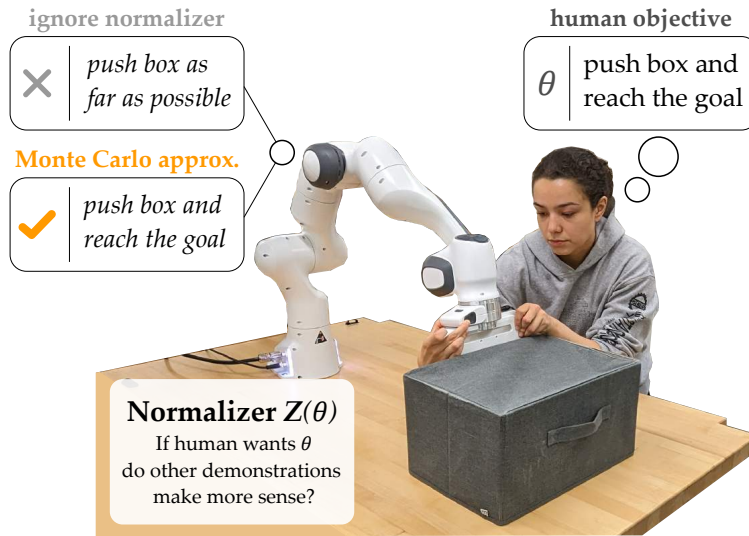 ignore normalizer
push box as
far as possible
Monte Carlo approx.
push box and
reach the goal
human objective
θ
push box and
reach the goal
Normalizer Z(θ)
If human wants θ
do other demonstrations
make more sense?